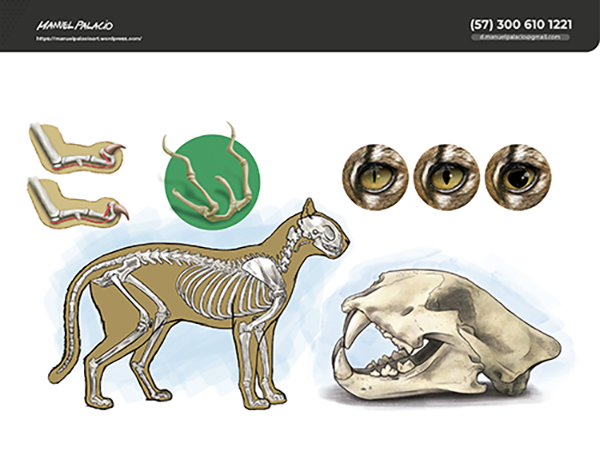 MANUEL PALACIO
https://manuelpalacioart.wordpress.com/
(57) 300 610 1221
d.manuelpalacio@gmail.com